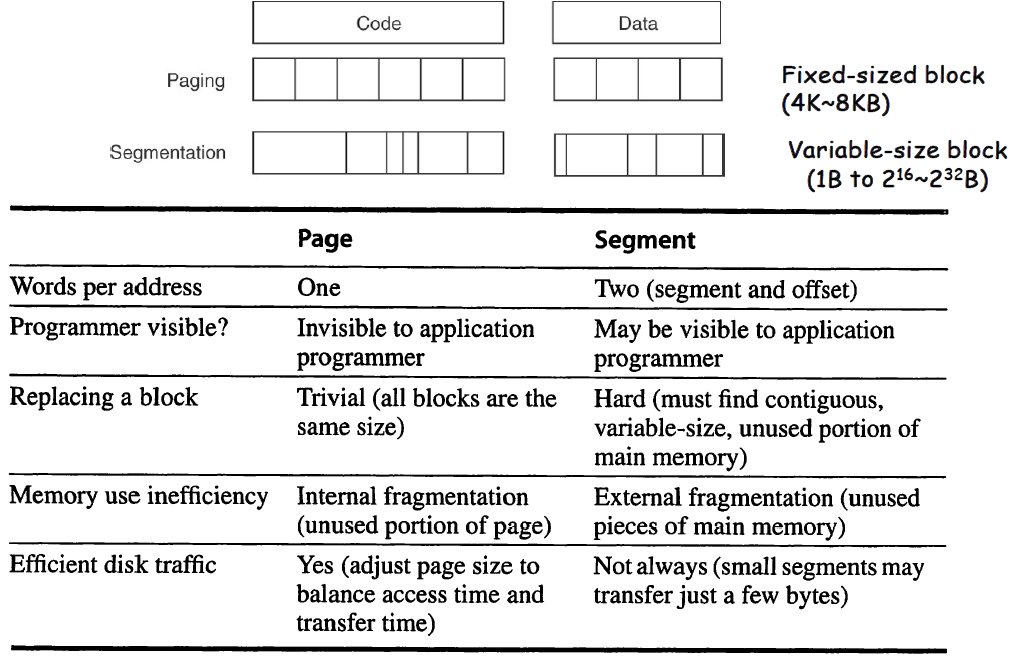 Code Data
Paging Fixed-sized block
(4K~8KB)
Segmentation Variable-size block
(1B to 2¹⁶~2³²B)
Page Segment
Words per address One Two (segment and offset)
Programmer visible? Invisible to application May be visible to application
programmer programmer
Replacing a block Trivial (all blocks are the Hard (must find contiguous,
same size) variable-size, unused portion of
main memory)
Memory use inefficiency Internal fragmentation External fragmentation (unused
(unused portion of page) pieces of main memory)
Efficient disk traffic Yes (adjust page size to Not always (small segments may
balance access time and transfer just a few bytes)
transfer time)